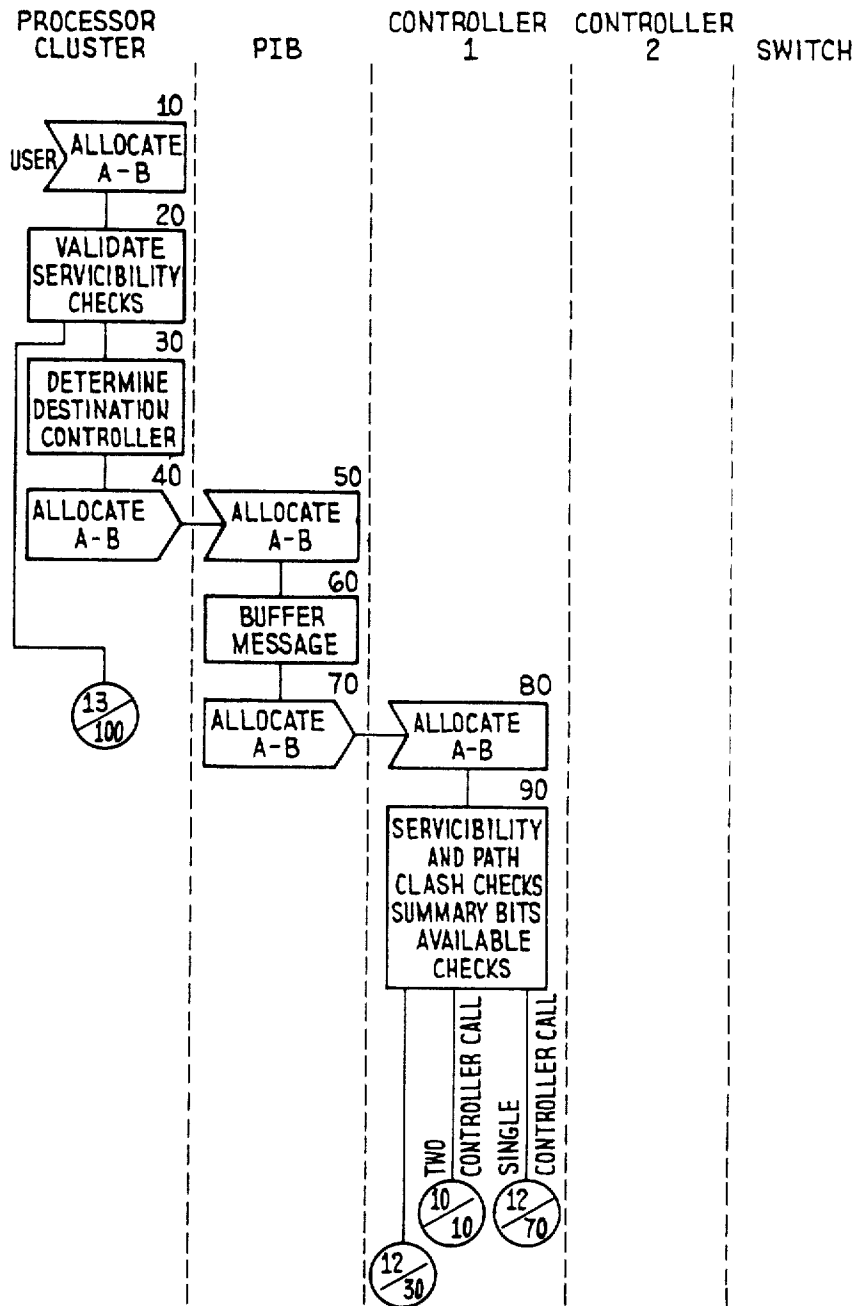 PROCESSOR CLUSTER
PIB
CONTROLLER 1
CONTROLLER 2
SWITCH
10
USER
ALLOCATE
A-B
20
VALIDATE
SERVICIBILITY
CHECKS
30
DETERMINE
DESTINATION
CONTROLLER
40
ALLOCATE
A-B
50
ALLOCATE
A-B
60
BUFFER
MESSAGE
13/100
70
ALLOCATE
A-B
80
ALLOCATE
A-B
90
SERVICIBILITY
AND PATH
CLASH CHECKS
SUMMARY BITS
AVAILABLE
CHECKS
TWO
CONTROLLER CALL
SINGLE
CONTROLLER CALL
10/10
12/70
12/30